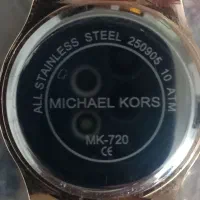 ALL STAINLESS STEEL 250905 10 ATM
MICHAEL KORS
MK-720
CE